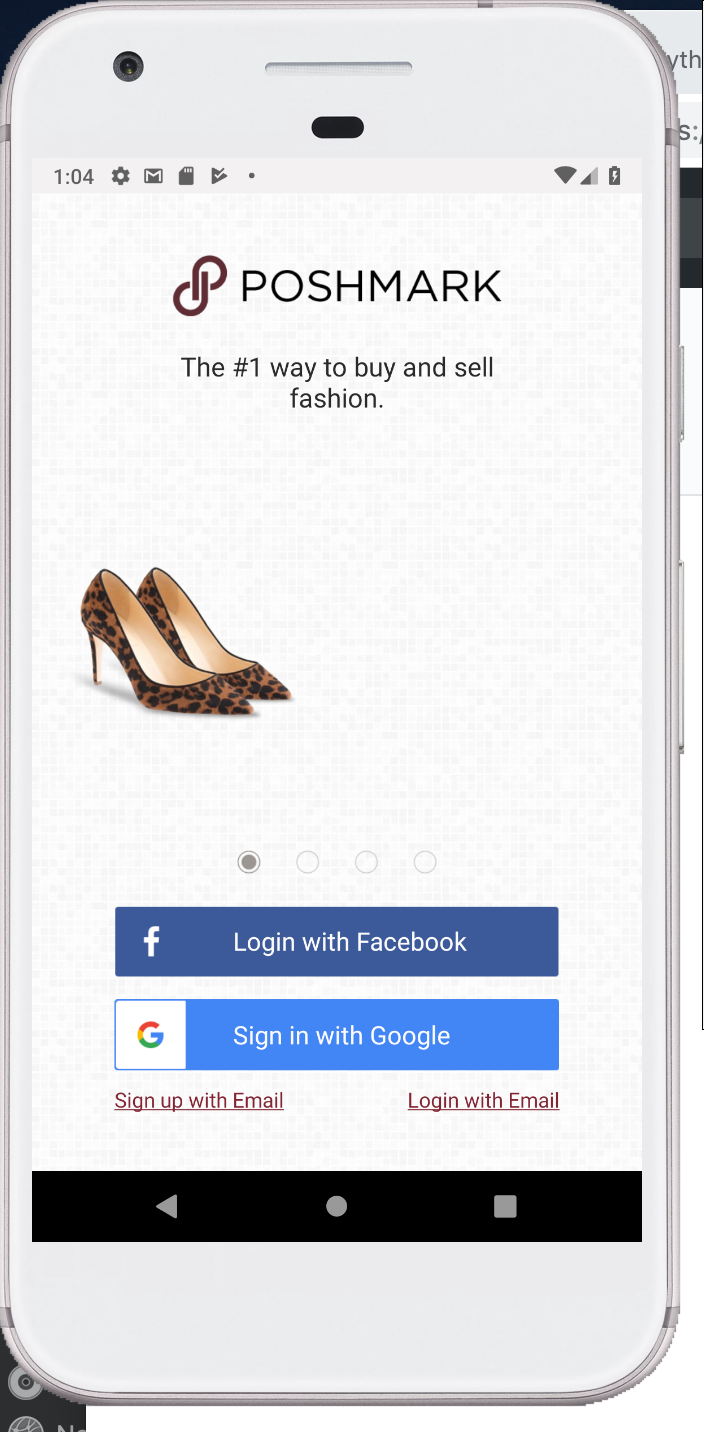 1:04
POSHMARK
The #1 way to buy and sell
fashion.
Login with Facebook
Sign in with Google
Sign up with Email
Login with Email